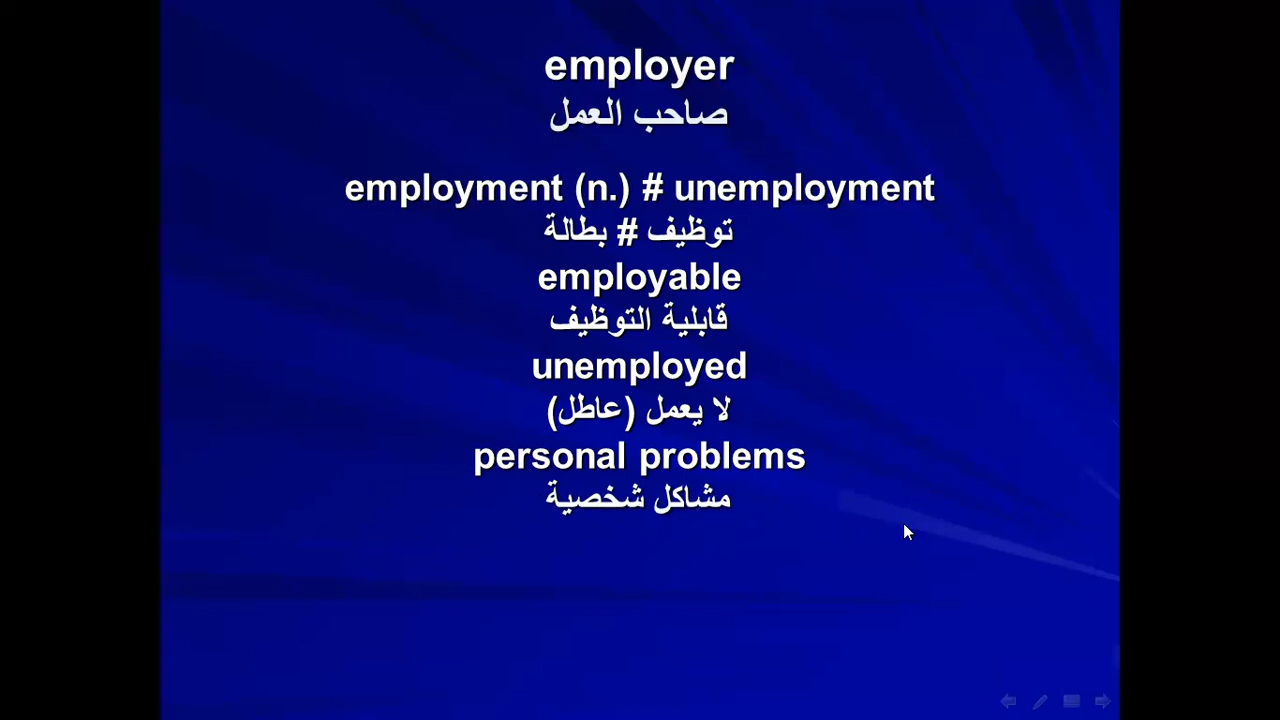 employer
صاحب العمل
employment (n.) # unemployment
توظيف # بطالة
employable
قابلية التوظيف
unemployed
لا يعمل (عاطل)
personal problems
مشاكل شخصية